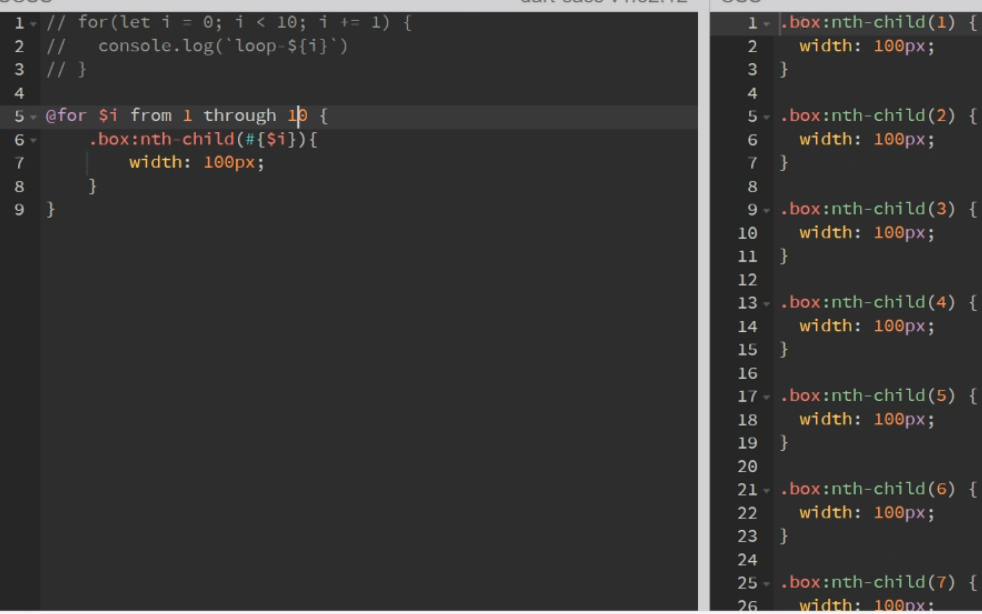 1 // for(let i = 0; i < 10; i += 1) {
2 //   console.log(`loop-${i}`)
3 // }
4
5 @for $i from 1 through 10 {
6     .box:nth-child(#{$i}){
7         width: 100px;
8     }
9 }
1 .box:nth-child(1) {
2   width: 100px;
3 }
4
5 .box:nth-child(2) {
6   width: 100px;
7 }
8
9 .box:nth-child(3) {
10   width: 100px;
11 }
12
13 .box:nth-child(4) {
14   width: 100px;
15 }
16
17 .box:nth-child(5) {
18   width: 100px;
19 }
20
21 .box:nth-child(6) {
22   width: 100px;
23 }
24
25 .box:nth-child(7) {
26   width: 100px;